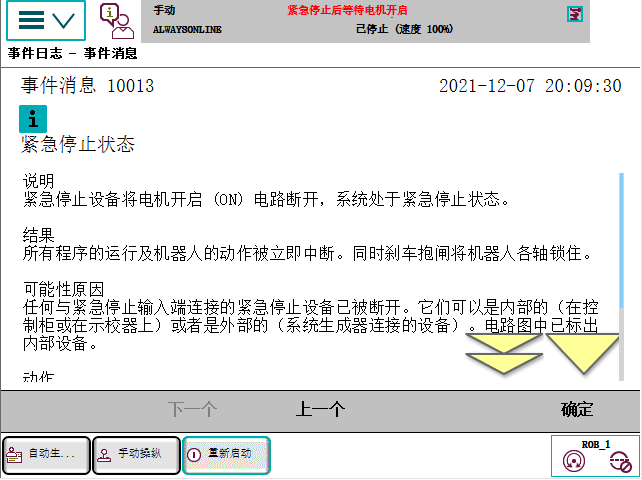 手动
紧急停止后等待电机开启
ALWAYSONLINE
已停止 (速度 100%)
事件日志 - 事件消息
事件消息 10013
2021-12-07 20:09:30
紧急停止状态
说明
紧急停止设备将电机开启 (ON) 电路断开，系统处于紧急停止状态。
结果
所有程序的运行及机器人的动作被立即中断。同时刹车抱闸将机器人各轴锁住。
可能性原因
任何与紧急停止输入端连接的紧急停止设备已被断开。它们可以是内部的（在控
制柜或在示校器上）或者是外部的（系统生成器连接的设备）。电路图中已标出
内部设备。
动作
下一个
上一个
确定
自动生...
手动操纵
重新启动
ROB_1